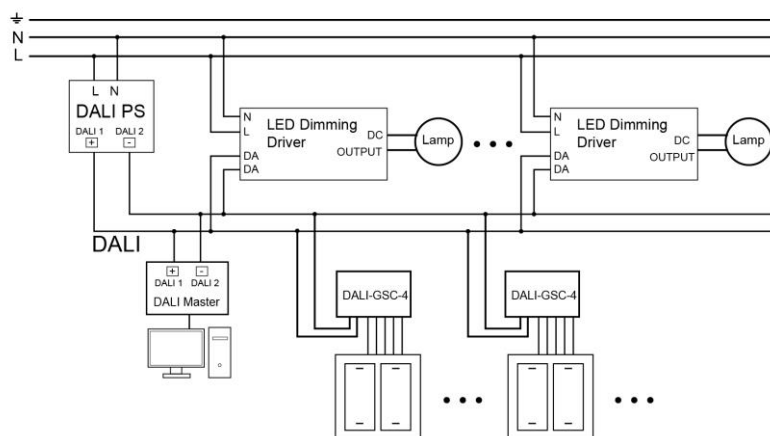 N
L
L N
DALI PS
DALI 1 DALI 2
+ -
N
L
DA
DA
LED Dimming
Driver
DC
OUTPUT
Lamp
N
L
DA
DA
LED Dimming
Driver
DC
OUTPUT
Lamp
DALI
+ -
DALI 1 DALI 2
DALI Master
DALI-GSC-4
DALI-GSC-4